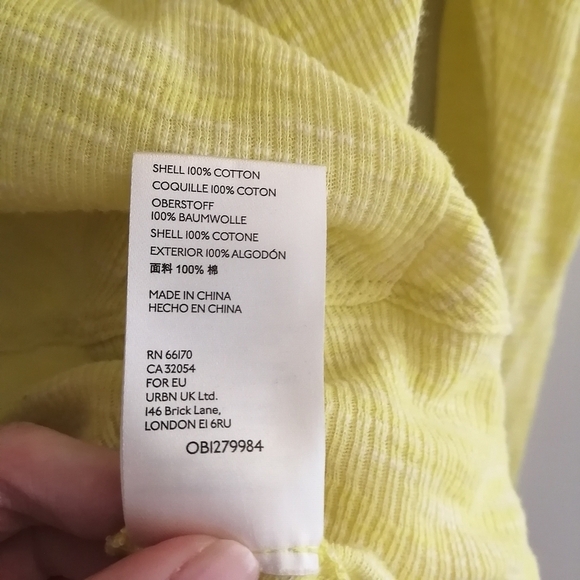 SHELL 100% COTTON
COQUILLE 100% COTON
OBERSTOFF
100% BAUMWOLLE
SHELL 100% COTONE
EXTERIOR 100% ALGODÓN
面料 100% 棉
MADE IN CHINA
HECHO EN CHINA
RN 66170
CA 32054
FOR EU
URBN UK Ltd.
146 Brick Lane,
LONDON E1 6RU
OB1279984